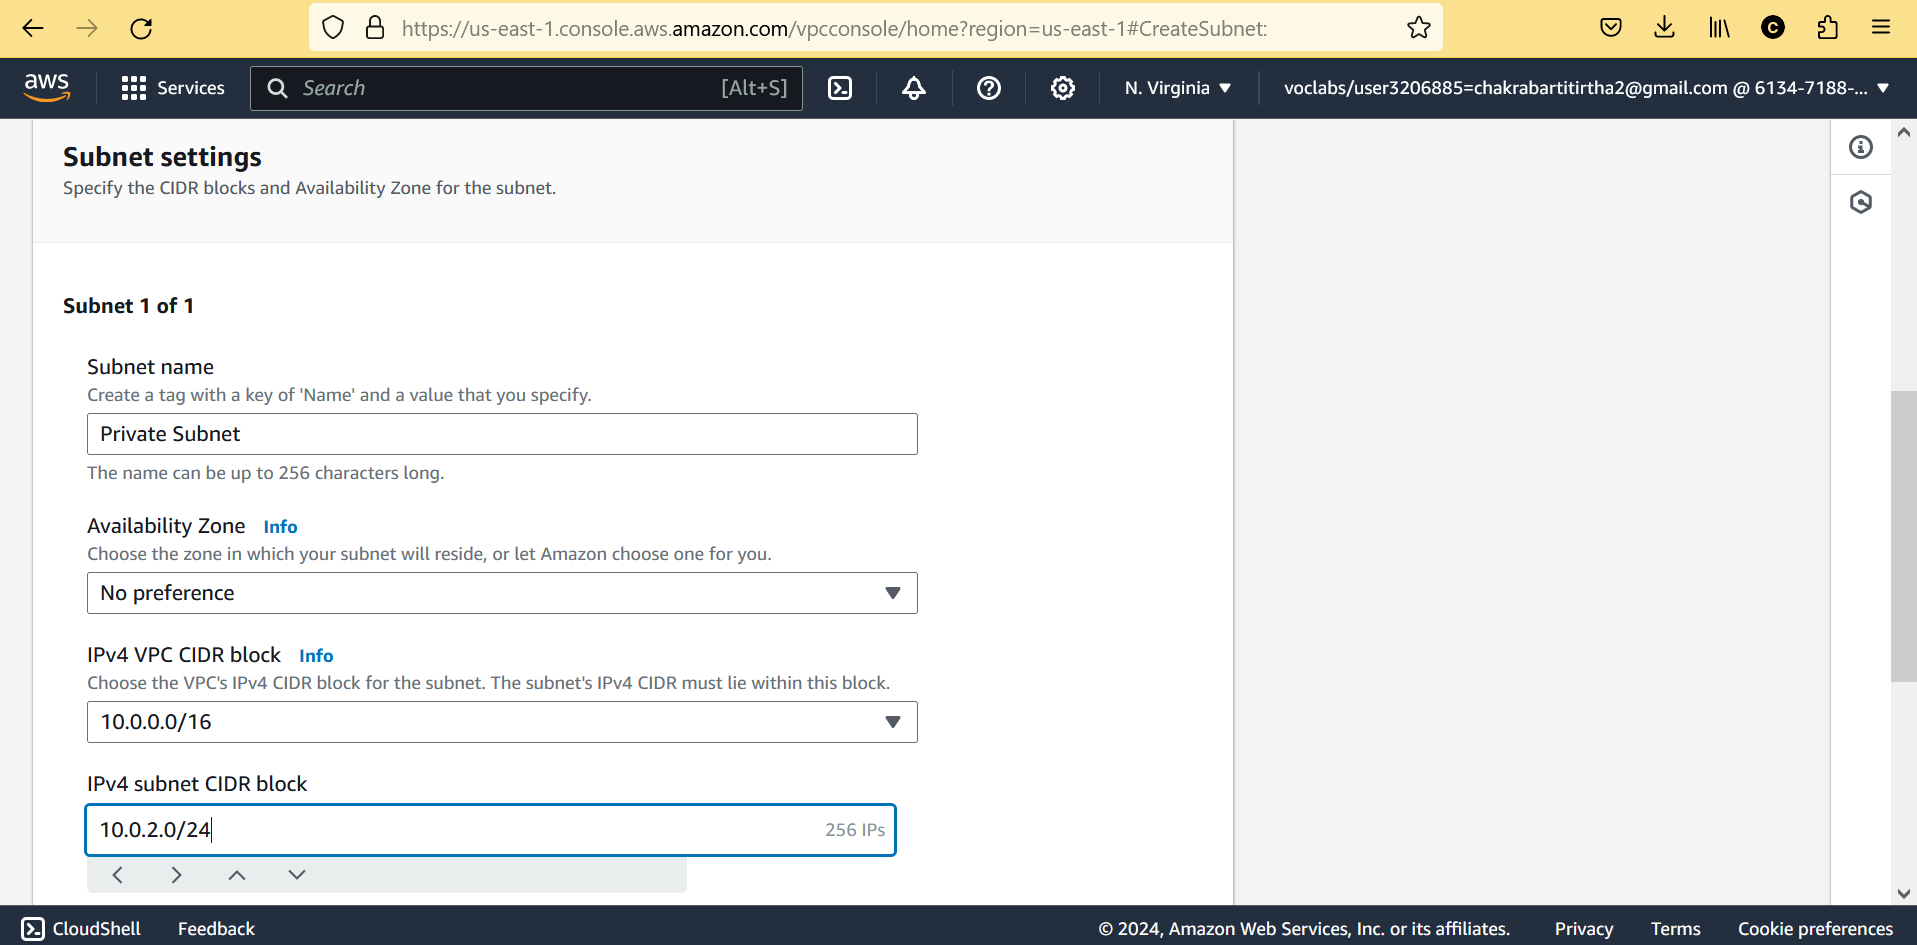 https://us-east-1.console.aws.amazon.com/vpcconsole/home?region=us-east-1#CreateSubnet:
C
aws
Services
Search
[Alt+S]
N. Virginia
voclabs/user3206885=chakrabartitirtha2@gmail.com @ 6134-7188-...
Subnet settings
Specify the CIDR blocks and Availability Zone for the subnet.
Subnet 1 of 1
Subnet name
Create a tag with a key of 'Name' and a value that you specify.
Private Subnet
The name can be up to 256 characters long.
Availability Zone Info
Choose the zone in which your subnet will reside, or let Amazon choose one for you.
No preference
IPv4 VPC CIDR block Info
Choose the VPC's IPv4 CIDR block for the subnet. The subnet's IPv4 CIDR must lie within this block.
10.0.0.0/16
IPv4 subnet CIDR block
10.0.2.0/24 256 IPs
CloudShell Feedback © 2024, Amazon Web Services, Inc. or its affiliates. Privacy Terms Cookie preferences